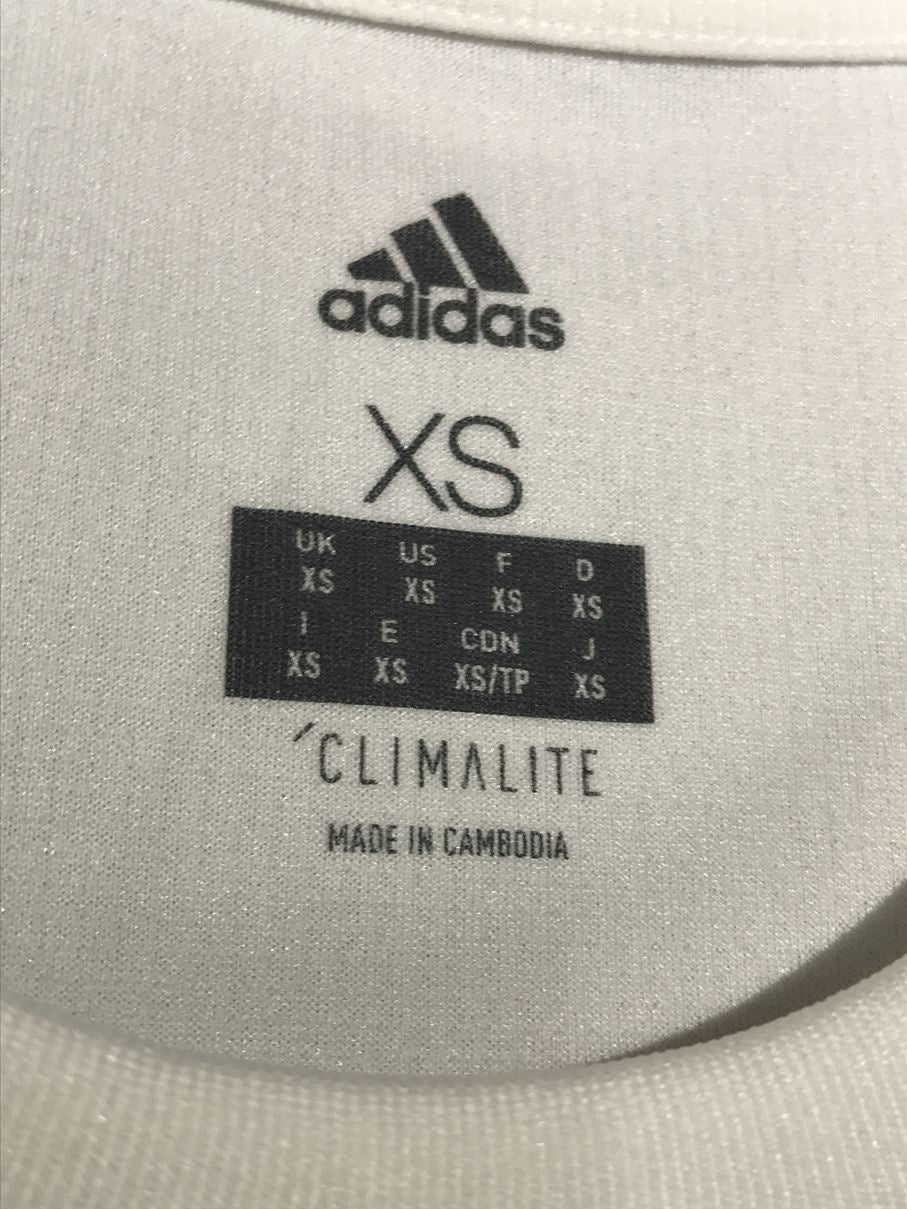 adidas
XS
UK US F D
XS XS XS XS
I E CDN J
XS XS XS/TP XS
´CLIMALITE
MADE IN CAMBODIA